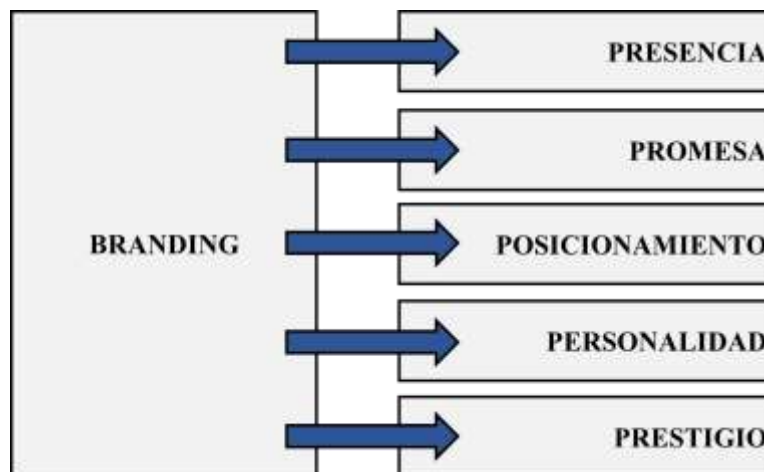 PRESENCIA
PROMESA
BRANDING
POSICIONAMIENTO
PERSONALIDAD
PRESTIGIO